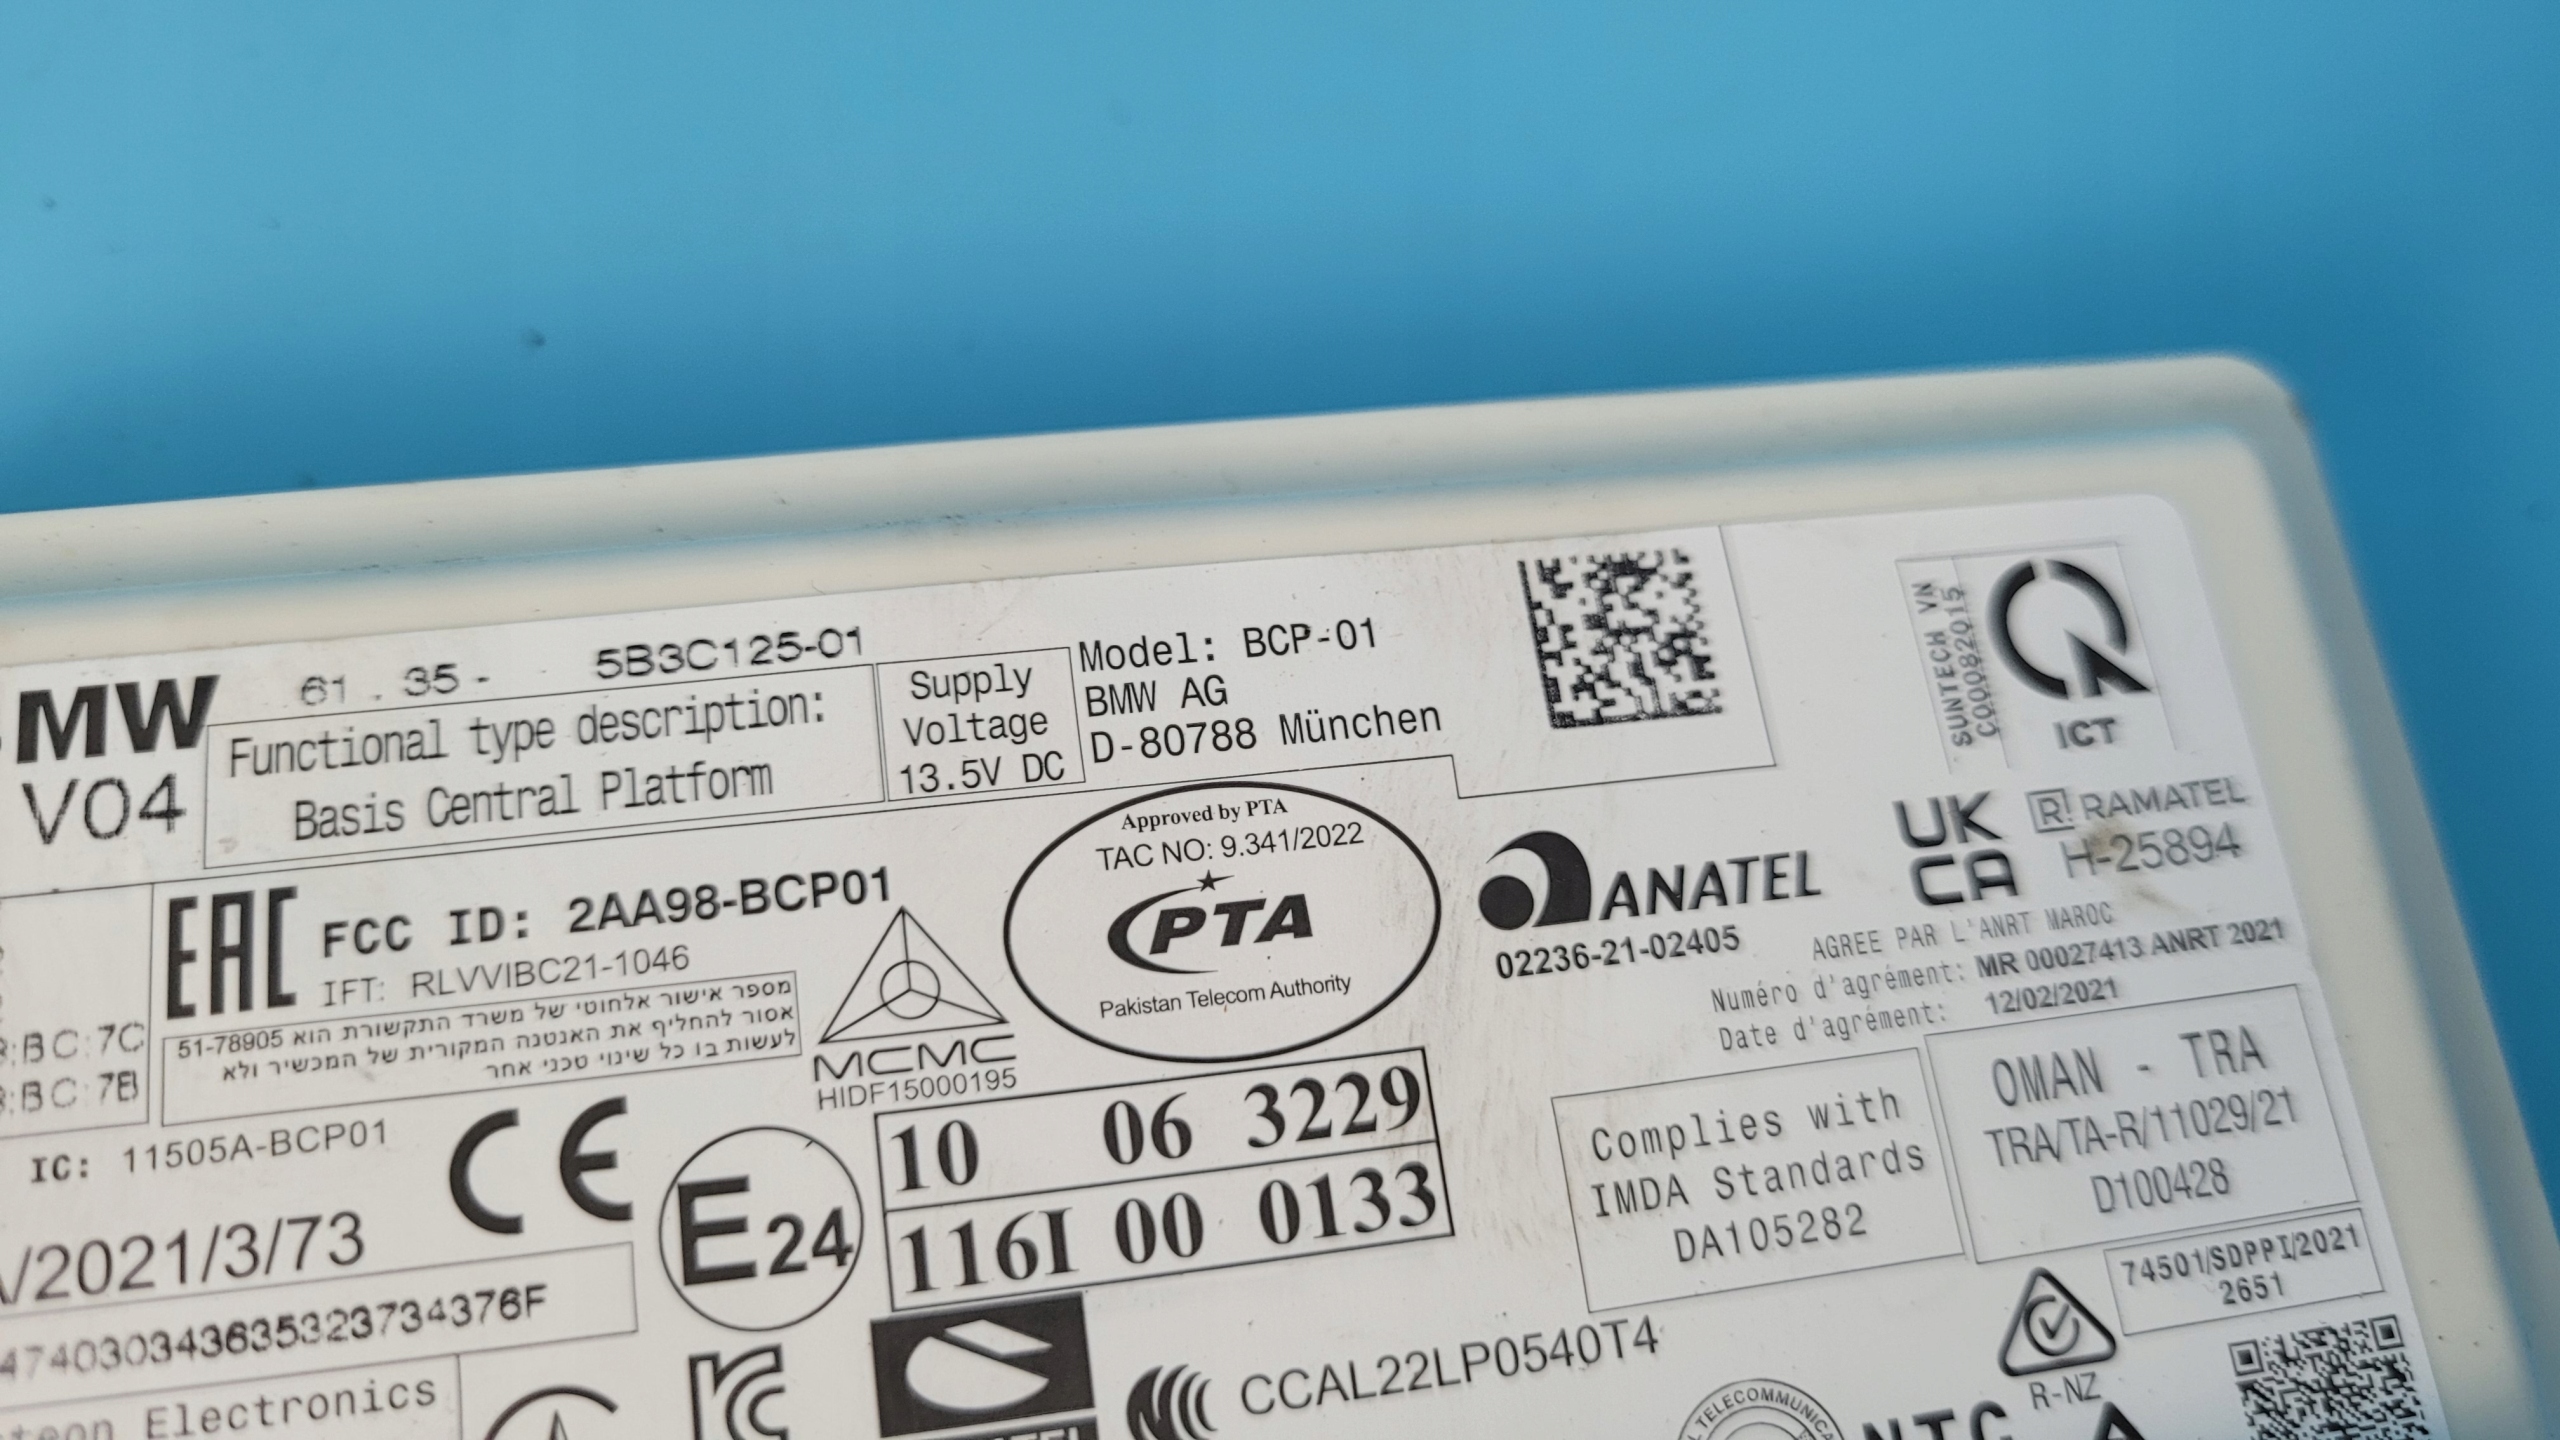 MW 61.35- 5B3C125-01
V04
Functional type description:
Basis Central Platform
Supply
Voltage
13.5V DC
Model: BCP-01
BMW AG
D-80788 München
SUNTECH VN
C000822015
ICT
EAC
FCC ID: 2AA98-BCP01
IFT: RLVVIBC21-1046
מספר אישור אלחוטי של משרד התקשורת הוא 51-78905
אסור להחליף את האנטנה המקורית של המכשיר ולא
לעשות בו כל שינוי טכני אחר
:BC:7C
:BC:7B
MCMC
HIDF15000195
Approved by PTA
TAC NO: 9.341/2022
PTA
Pakistan Telecom Authority
ANATEL
02236-21-02405
UK
CA
R! RAMATEL
H-25894
AGREE PAR L'ANRT MAROC
Numéro d'agrément: MR 00027413 ANRT 2021
Date d'agrément: 12/02/2021
IC: 11505A-BCP01
CE
E24
10 06 3229
116I 00 0133
Complies with
IMDA Standards
DA105282
OMAN - TRA
TRA/TA-R/11029/21
D100428
/2021/3/73
4740303436353237343​76F
Electronics
CCAL22LP0540T4
74501/SDPPI/2021
2651
R-NZ